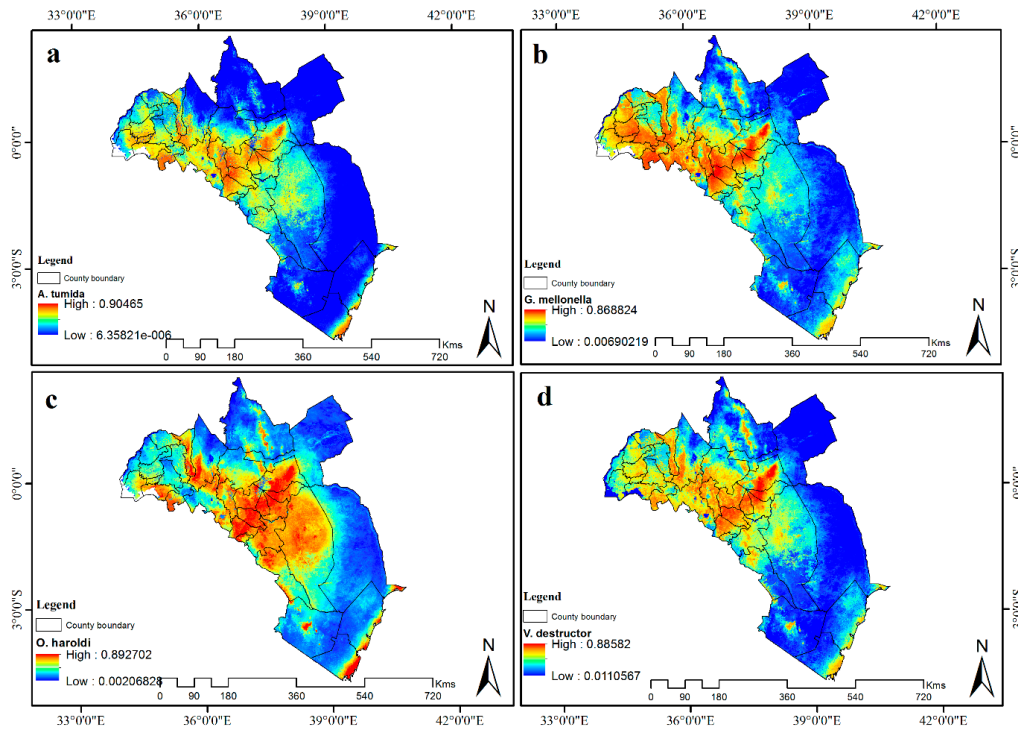 33°0'0"E 36°0'0"E 39°0'0"E 42°0'0"E 33°0'0"E 36°0'0"E 39°0'0"E 42°0'0"E
a
0°0'0"
3°0'0"S
Legend
County boundary
A. tumida
High : 0.90465
Low : 6.35821e-006
0 90 180 360 540 720 Kms
N
b
0°0'0"
3°0'0"S
Legend
County boundary
G. mellonella
High : 0.868824
Low : 0.00690219
0 90 180 360 540 720 Kms
N
c
0°0'0"
3°0'0"S
Legend
County boundary
O. haroldi
High : 0.892702
Low : 0.00206828
0 90 180 360 540 720 Kms
N
d
0°0'0"
3°0'0"S
Legend
County boundary
V. destructor
High : 0.88582
Low : 0.0110567
0 90 180 360 540 720 Kms
N
33°0'0"E 36°0'0"E 39°0'0"E 42°0'0"E 33°0'0"E 36°0'0"E 39°0'0"E 42°0'0"E